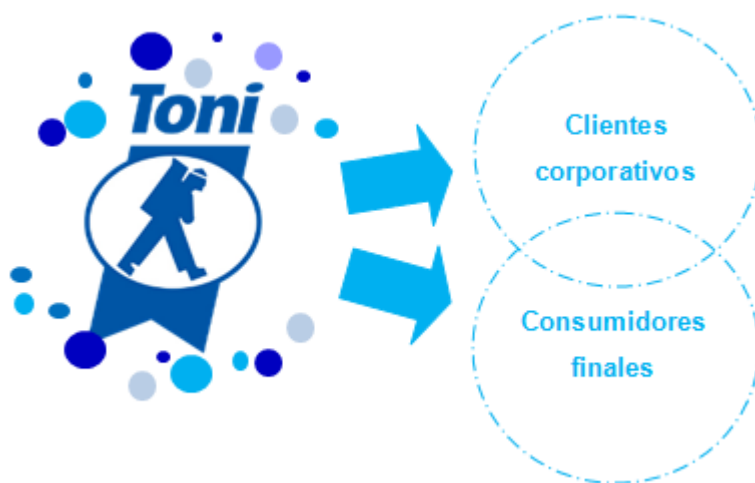 Toni
Clientes
corporativos
Consumidores
finales